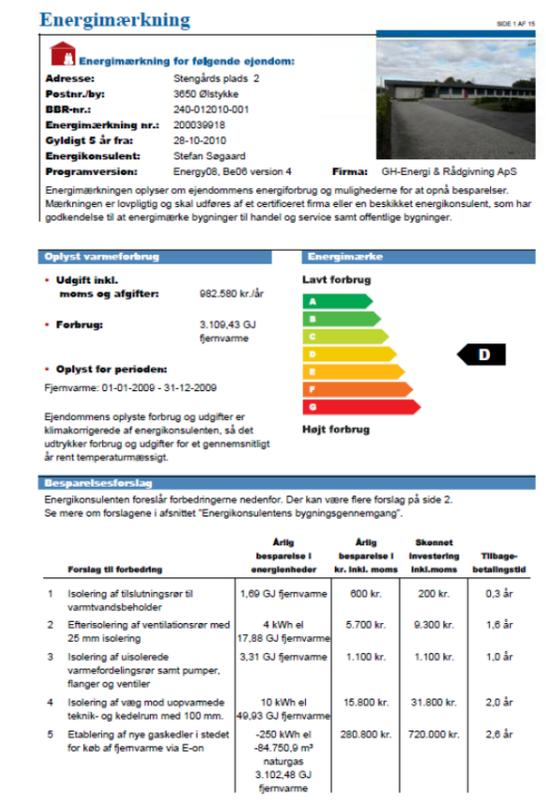 Energimærkning
SIDE 1 AF 15
Energimærkning for følgende ejendom:
Adresse: Stengårds plads 2
Postnr./by: 3650 Ølstykke
BBR-nr.: 240-012010-001
Energimærkning nr.: 200039918
Gyldigt 5 år fra: 28-10-2010
Energikonsulent: Stefan Søgaard
Programversion: Energy08, Be06 version 4 Firma: GH-Energi & Rådgivning ApS
Energimærkningen oplyser om ejendommens energiforbrug og mulighederne for at opnå besparelser.
Mærkningen er lovpligtig og skal udføres af et certificeret firma eller en beskikket energikonsulent, som har
godkendelse til at energimærke bygninger til handel og service samt offentlige bygninger.
Oplyst varmeforbrug
• Udgift inkl.
moms og afgifter: 982.580 kr./år
• Forbrug: 3.109,43 GJ
fjernvarme
• Oplyst for perioden:
Fjernvarme: 01-01-2009 - 31-12-2009
Ejendommens oplyste forbrug og udgifter er
klimakorrigerede af energikonsulenten, så det
udtrykker forbrug og udgifter for et gennemsnitligt
år rent temperaturmæssigt.
Energimærke
Lavt forbrug
A
B
C
D
D
E
F
G
Højt forbrug
Besparelsesforslag
Energikonsulenten foreslår forbedringerne nedenfor. Der kan være flere forslag på side 2.
Se mere om forslagene i afsnittet "Energikonsulentens bygningsgennemgang".
Årlig Årlig Skønnet
besparelse i besparelse i investering Tilbage-
Forslag til forbedring energienheder kr. inkl. moms inkl.moms betalingstid
1 Isolering af tilslutningsrør til 1,69 GJ fjernvarme 600 kr. 200 kr. 0,3 år
varmtvandsbeholder
2 Efterisolering af ventilationsrør med 4 kWh el 5.700 kr. 9.300 kr. 1,6 år
25 mm isolering 17,88 GJ fjernvarme
3 Isolering af uisolerede 3,31 GJ fjernvarme 1.100 kr. 1.100 kr. 1,0 år
varmefordelingsrør samt pumper,
flanger og ventiler
4 Isolering af væg mod uopvarmede 10 kWh el 15.800 kr. 31.800 kr. 2,0 år
teknik- og kedelrum med 100 mm. 49,93 GJ fjernvarme
5 Etablering af nye gaskedler i stedet -250 kWh el 280.800 kr. 720.000 kr. 2,6 år
for køb af fjernvarme via E-on -84.750,9 m³
naturgas
3.102,48 GJ
fjernvarme